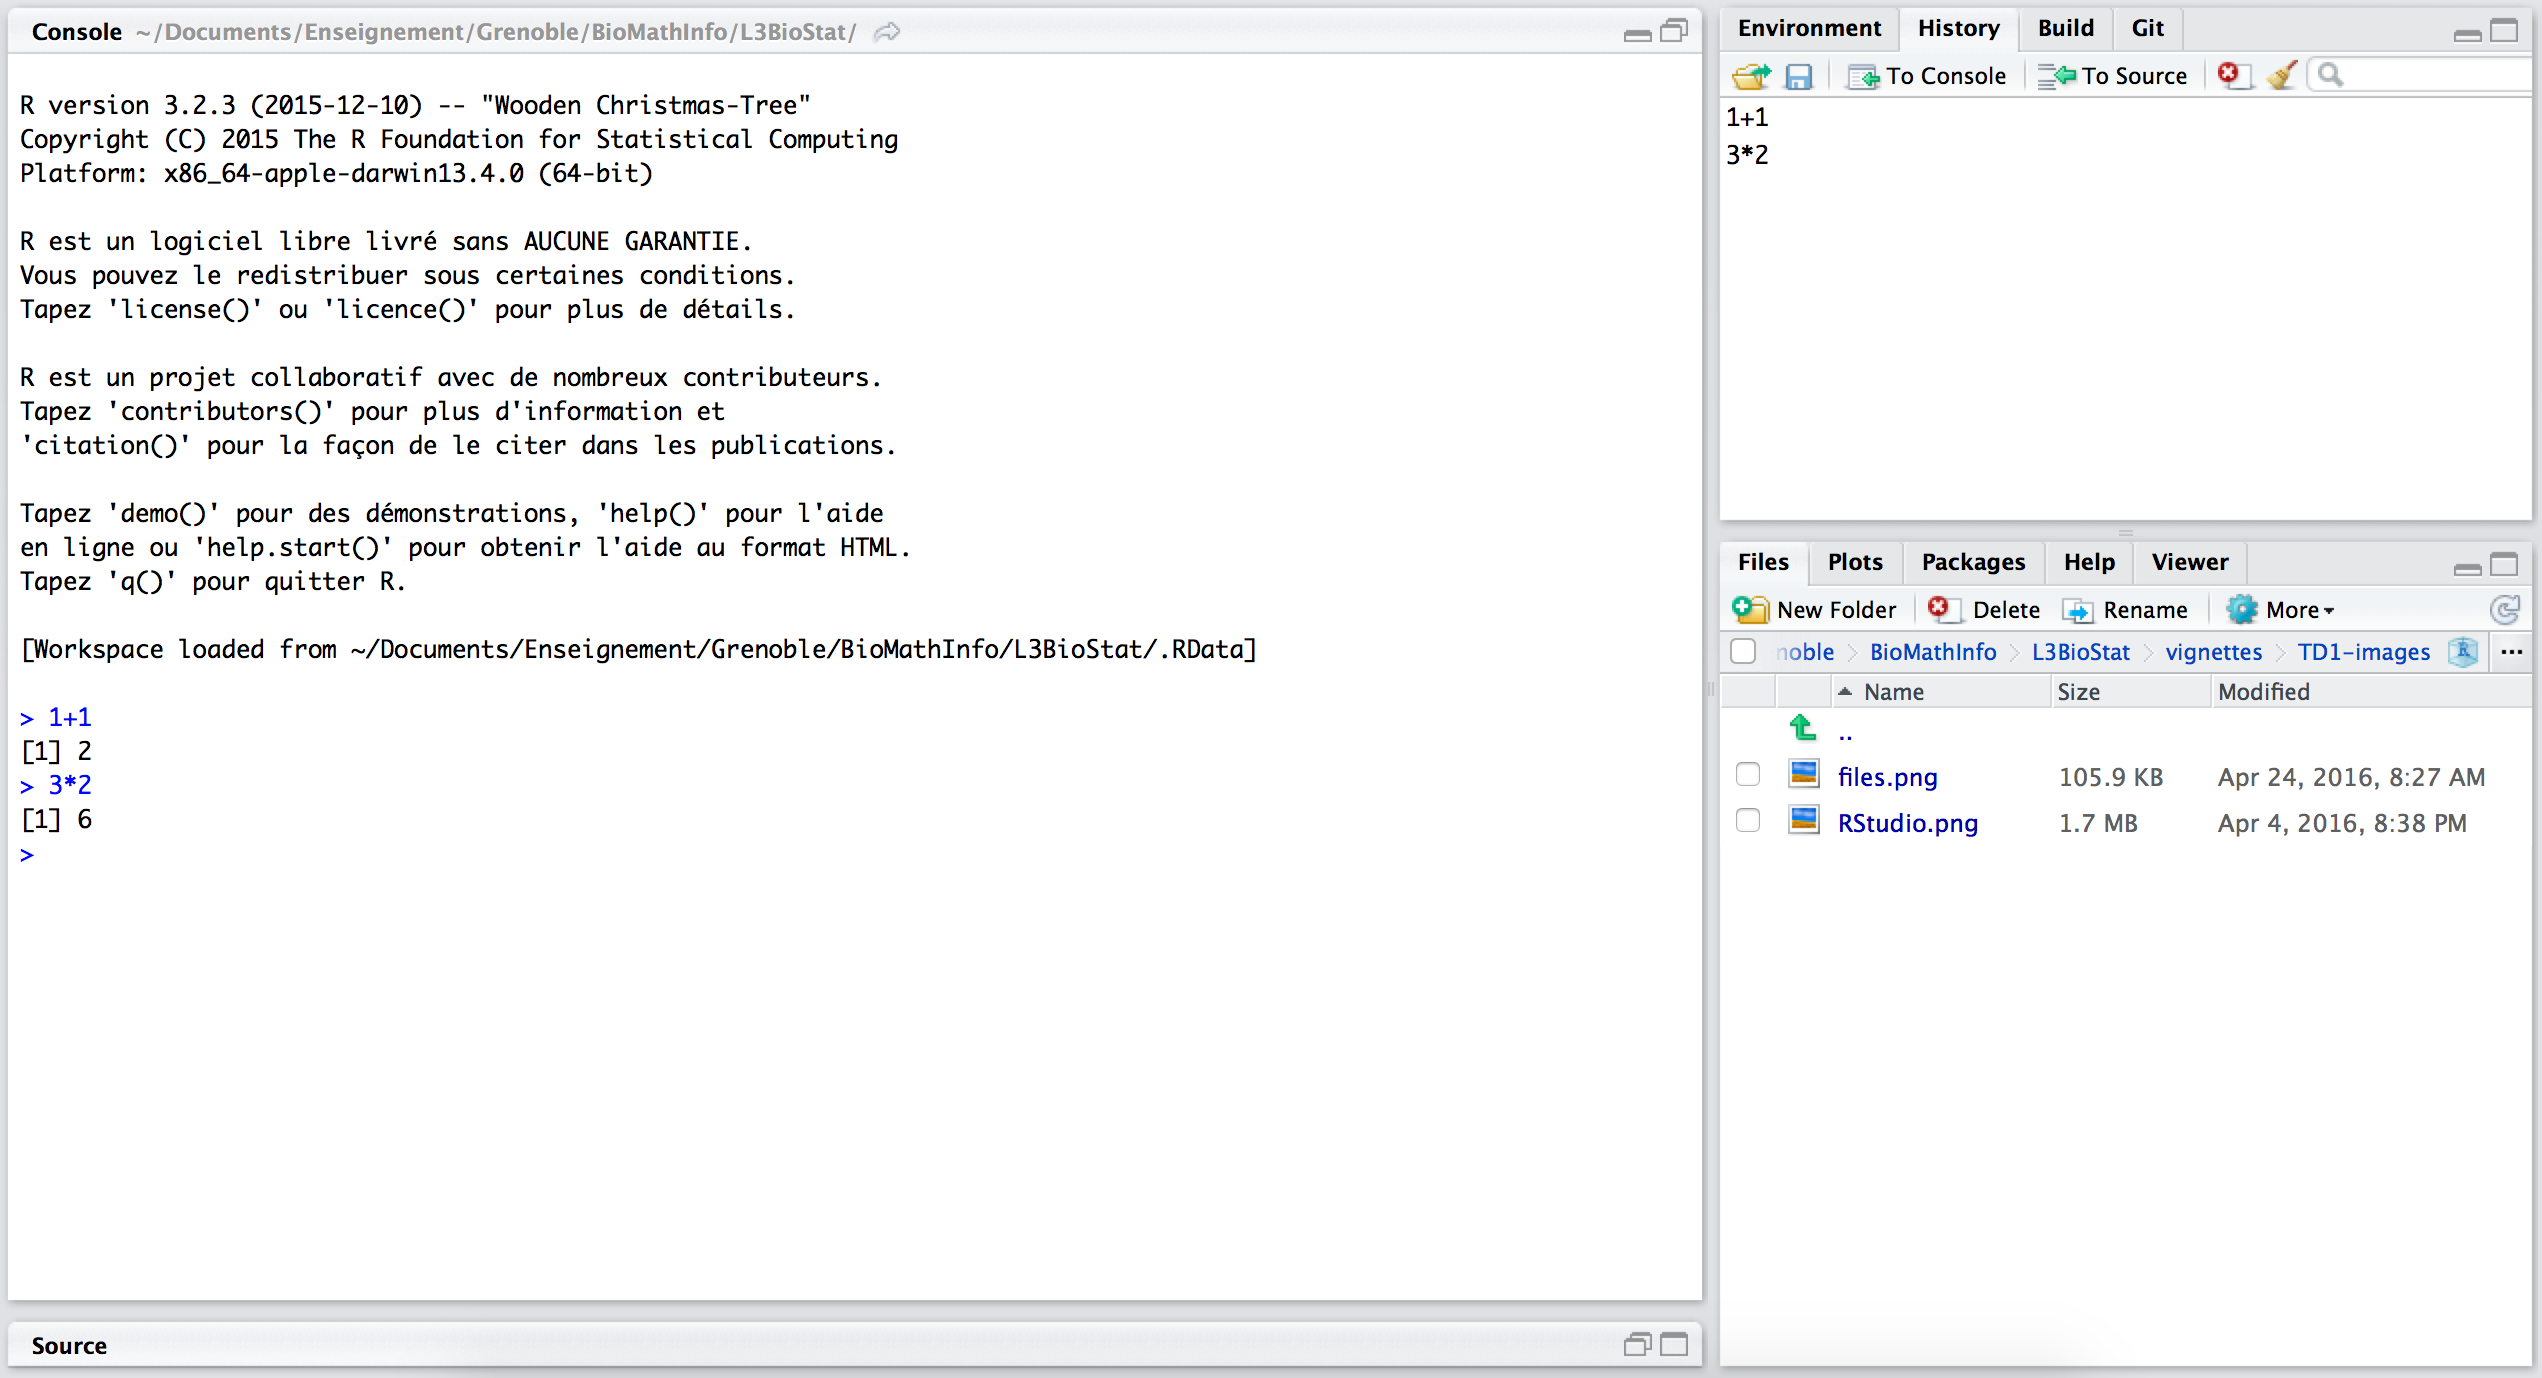 Console ~/Documents/Enseignement/Grenoble/BioMathInfo/L3BioStat/
R version 3.2.3 (2015-12-10) -- "Wooden Christmas-Tree"
Copyright (C) 2015 The R Foundation for Statistical Computing
Platform: x86_64-apple-darwin13.4.0 (64-bit)
R est un logiciel libre livré sans AUCUNE GARANTIE.
Vous pouvez le redistribuer sous certaines conditions.
Tapez 'license()' ou 'licence()' pour plus de détails.
R est un projet collaboratif avec de nombreux contributeurs.
Tapez 'contributors()' pour plus d'information et
'citation()' pour la façon de le citer dans les publications.
Tapez 'demo()' pour des démonstrations, 'help()' pour l'aide
en ligne ou 'help.start()' pour obtenir l'aide au format HTML.
Tapez 'q()' pour quitter R.
[Workspace loaded from ~/Documents/Enseignement/Grenoble/BioMathInfo/L3BioStat/.RData]
> 1+1
[1] 2
> 3*2
[1] 6
>
Source
Environment History Build Git
To Console To Source
1+1
3*2
Files Plots Packages Help Viewer
New Folder Delete Rename More
noble BioMathInfo L3BioStat vignettes TD1-images R ...
Name Size Modified
..
files.png 105.9 KB Apr 24, 2016, 8:27 AM
RStudio.png 1.7 MB Apr 4, 2016, 8:38 PM